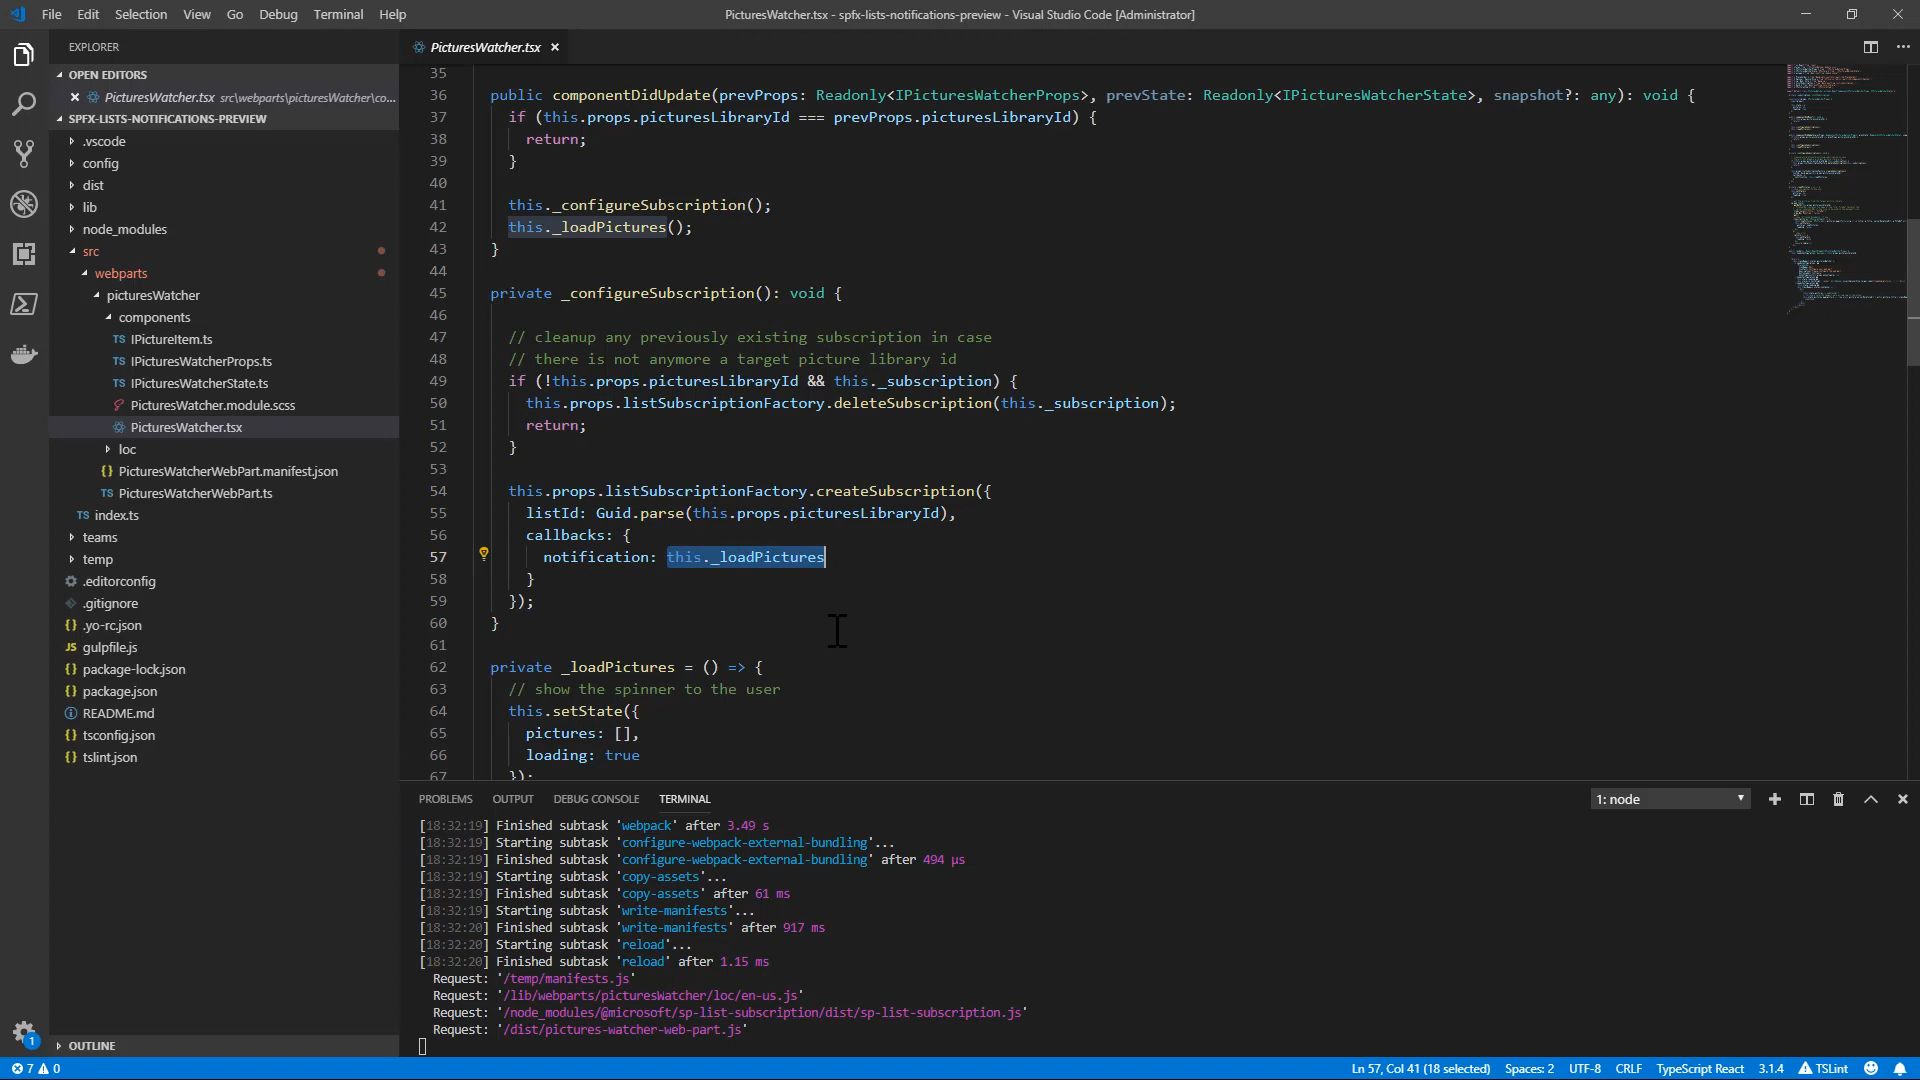 File Edit Selection View Go Debug Terminal Help
PicturesWatcher.tsx - spfx-lists-notifications-preview - Visual Studio Code [Administrator]
EXPLORER
OPEN EDITORS
PicturesWatcher.tsx src\webparts\picturesWatcher\co...
SPFX-LISTS-NOTIFICATIONS-PREVIEW
.vscode
config
dist
lib
node_modules
src
webparts
picturesWatcher
components
TS IPictureItem.ts
TS IPicturesWatcherProps.ts
TS IPicturesWatcherState.ts
PicturesWatcher.module.scss
PicturesWatcher.tsx
loc
{} PicturesWatcherWebPart.manifest.json
TS PicturesWatcherWebPart.ts
TS index.ts
teams
temp
.editorconfig
.gitignore
{} .yo-rc.json
JS gulpfile.js
{} package-lock.json
{} package.json
README.md
{} tsconfig.json
{} tslint.json
OUTLINE
1
PicturesWatcher.tsx
35
36 public componentDidUpdate(prevProps: Readonly<IPicturesWatcherProps>, prevState: Readonly<IPicturesWatcherState>, snapshot?: any): void {
37 if (this.props.picturesLibraryId === prevProps.picturesLibraryId) {
38 return;
39 }
40
41 this._configureSubscription();
42 this._loadPictures();
43 }
44
45 private _configureSubscription(): void {
46
47 // cleanup any previously existing subscription in case
48 // there is not anymore a target picture library id
49 if (!this.props.picturesLibraryId && this._subscription) {
50 this.props.listSubscriptionFactory.deleteSubscription(this._subscription);
51 return;
52 }
53
54 this.props.listSubscriptionFactory.createSubscription({
55 listId: Guid.parse(this.props.picturesLibraryId),
56 callbacks: {
57 notification: this._loadPictures
58 }
59 });
60 }
61
62 private _loadPictures = () => {
63 // show the spinner to the user
64 this.setState({
65 pictures: [],
66 loading: true
67 });
PROBLEMS OUTPUT DEBUG CONSOLE TERMINAL
1: node
[18:32:19] Finished subtask 'webpack' after 3.49 s
[18:32:19] Starting subtask 'configure-webpack-external-bundling'...
[18:32:19] Finished subtask 'configure-webpack-external-bundling' after 494 μs
[18:32:19] Starting subtask 'copy-assets'...
[18:32:19] Finished subtask 'copy-assets' after 61 ms
[18:32:19] Starting subtask 'write-manifests'...
[18:32:20] Finished subtask 'write-manifests' after 917 ms
[18:32:20] Starting subtask 'reload'...
[18:32:20] Finished subtask 'reload' after 1.15 ms
Request: '/temp/manifests.js'
Request: '/lib/webparts/picturesWatcher/loc/en-us.js'
Request: '/node_modules/@microsoft/sp-list-subscription/dist/sp-list-subscription.js'
Request: '/dist/pictures-watcher-web-part.js'
7 0
Ln 57, Col 41 (18 selected) Spaces: 2 UTF-8 CRLF TypeScript React 3.1.4 TSLint